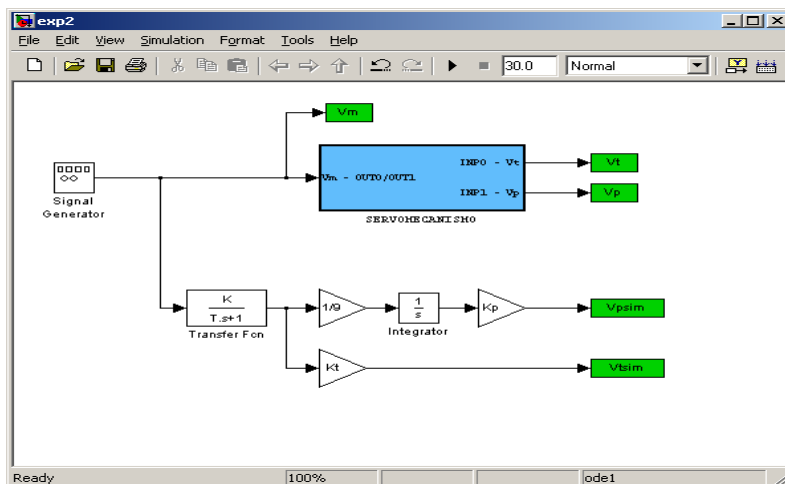 exp2
File Edit View Simulation Format Tools Help
30.0 Normal
Vm
Signal
Generator
Vm - OUT0/OUT1
INP0 - Vt
INP1 - Vp
SERVOMECANISMO
Vt
Vp
K
T.s+1
Transfer Fcn
1/9
1
s
Integrator
Kp
Vpsim
Kt
Vtsim
Ready 100% ode1